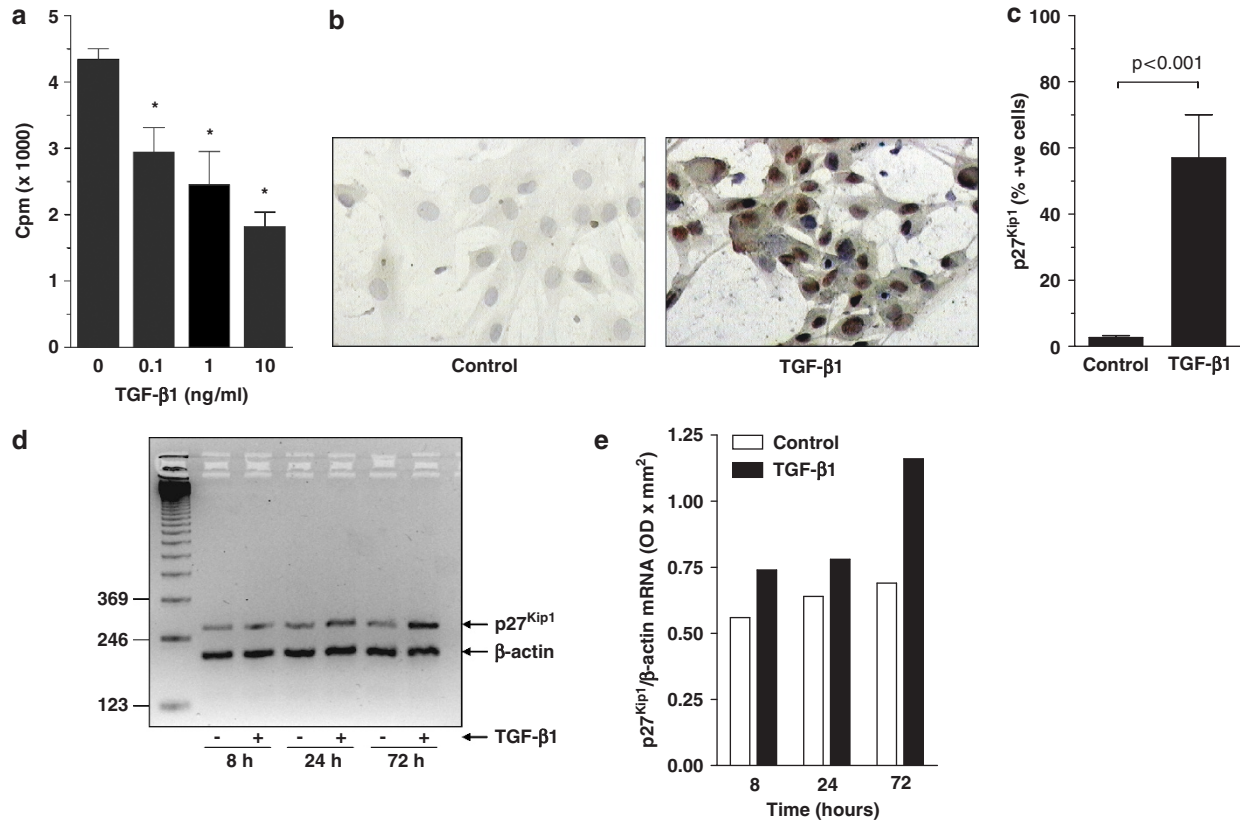 a
5
4
3
2
1
0
Cpm (x 1000)
*
*
*
0 0.1 1 10
TGF-β1 (ng/ml)
b
Control
TGF-β1
c
100
80
60
40
20
0
p27Kip1 (% +ve cells)
p<0.001
Control TGF-β1
d
369
246
123
p27Kip1
β-actin
- + - + - + TGF-β1
8 h 24 h 72 h
e
1.25
1.00
0.75
0.50
0.25
0.00
p27Kip1/β-actin mRNA (OD x mm2)
Control
TGF-β1
8 24 72
Time (hours)